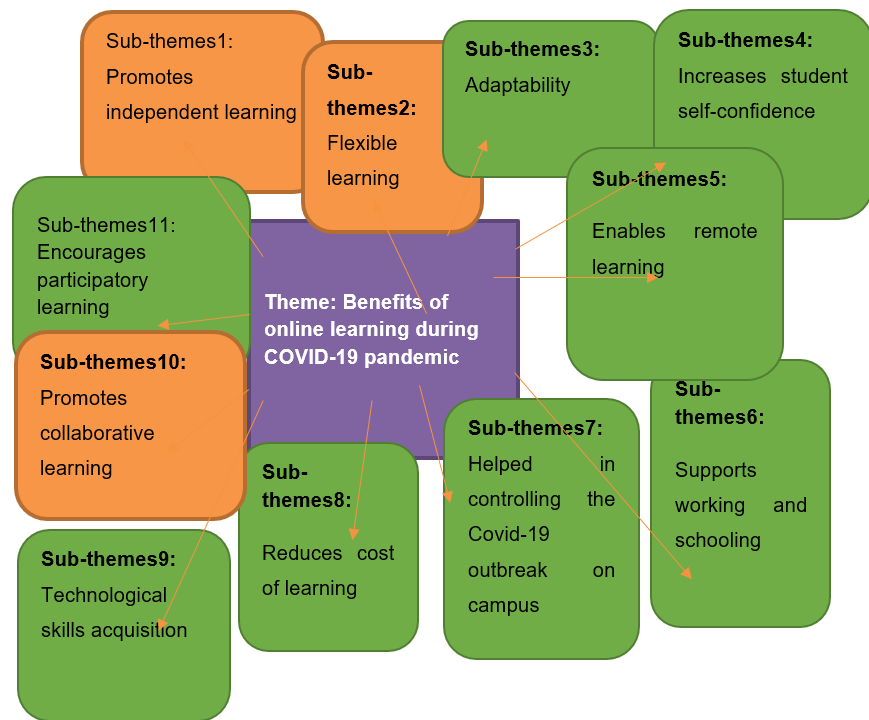 Sub-themes1:
Promotes
independent learning
Sub-
themes2:
Flexible
learning
Sub-themes3:
Adaptability
Sub-themes4:
Increases student
self-confidence
Sub-themes5:
Enables remote
learning
Sub-themes11:
Encourages
participatory
learning
Theme: Benefits of
online learning during
COVID-19 pandemic
Sub-themes10:
Promotes
collaborative
learning
Sub-
themes6:
Supports
working and
schooling
Sub-themes7:
Helped in
controlling the
Covid-19
outbreak on
campus
Sub-
themes8:
Reduces cost
of learning
Sub-themes9:
Technological
skills acquisition